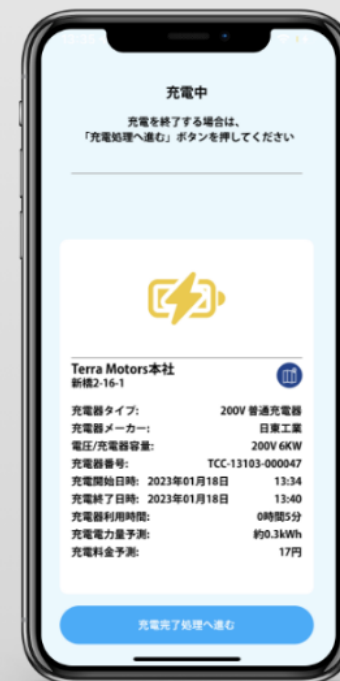 充電中
充電を終了する場合は、
「充電処理へ進む」ボタンを押してください
Terra Motors本社
新橋2-16-1
充電器タイプ: 200V 普通充電器
充電器メーカー: 日東工業
電圧/充電器容量: 200V 6KW
充電器番号: TCC-13103-000047
充電開始日時: 2023年01月18日 13:34
充電終了日時: 2023年01月18日 13:40
充電器利用時間: 0時間5分
充電電力量予測: 約0.3kWh
充電料金予測: 17円
充電完了処理へ進む